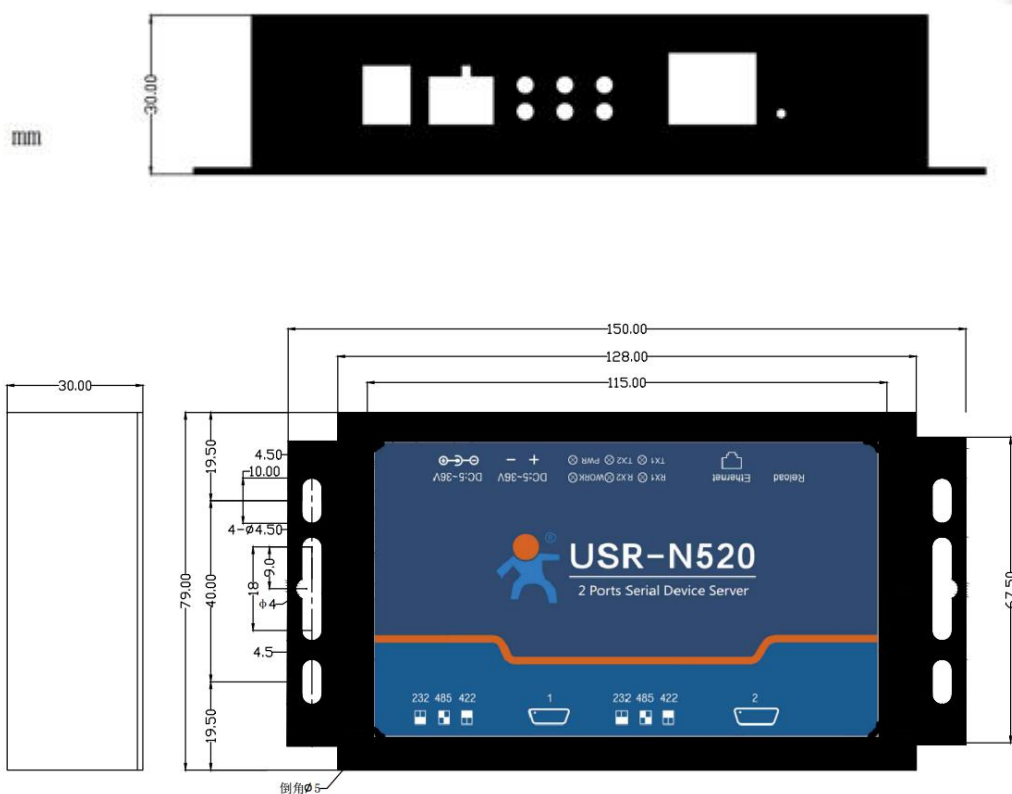 30.00
mm
150.00
128.00
115.00
30.00
19.50
4.50
10.00
4-Ø4.50
79.00
40.00
18
9.0
ϕ4
4.5
19.50
67.50
DC:5-36V
- +
DC:5~36V
PWR TX2 TX1
WORK RX2 RX1
Ethernet
Reload
®
USR-N520
2 Ports Serial Device Server
232 485 422
1
232 485 422
2
倒角Ø5